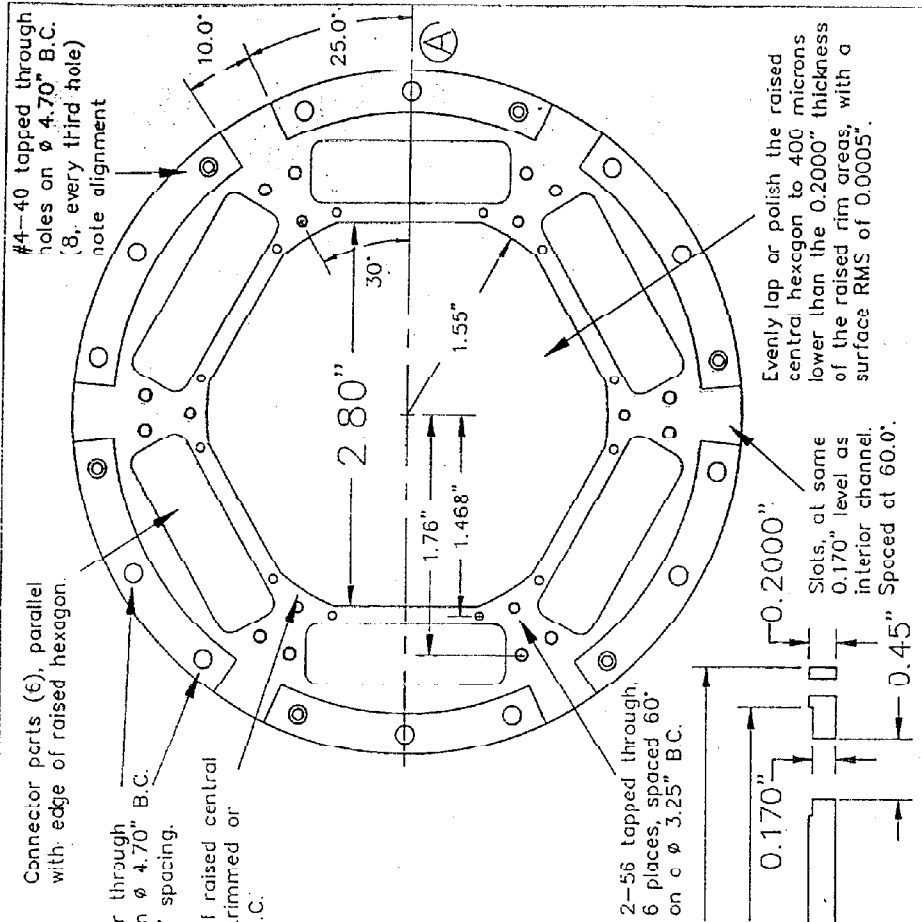 #4-40 tapped through
holes on ø 4.70" B.C.
(8, every third hole)
note alignment
10.0°
25.0°
A
Connector ports (6), parallel
with edge of raised hexagon.
r through
n ø 4.70" B.C.
° spacing.
f raised central
rimmed or
.C.
30°
2.80"
1.55"
1.76"
1.468"
Evenly lap or polish the raised
central hexagon to 400 microns
lower than the 0.2000" thickness
of the raised rim areas, with a
surface RMS of 0.0005".
Slots, at same
0.170" level as
interior channel.
Spaced at 60.0°.
2-56 tapped through
6 places, spaced 60°
on a ø 3.25" B.C.
0.2000"
0.170"
0.45"